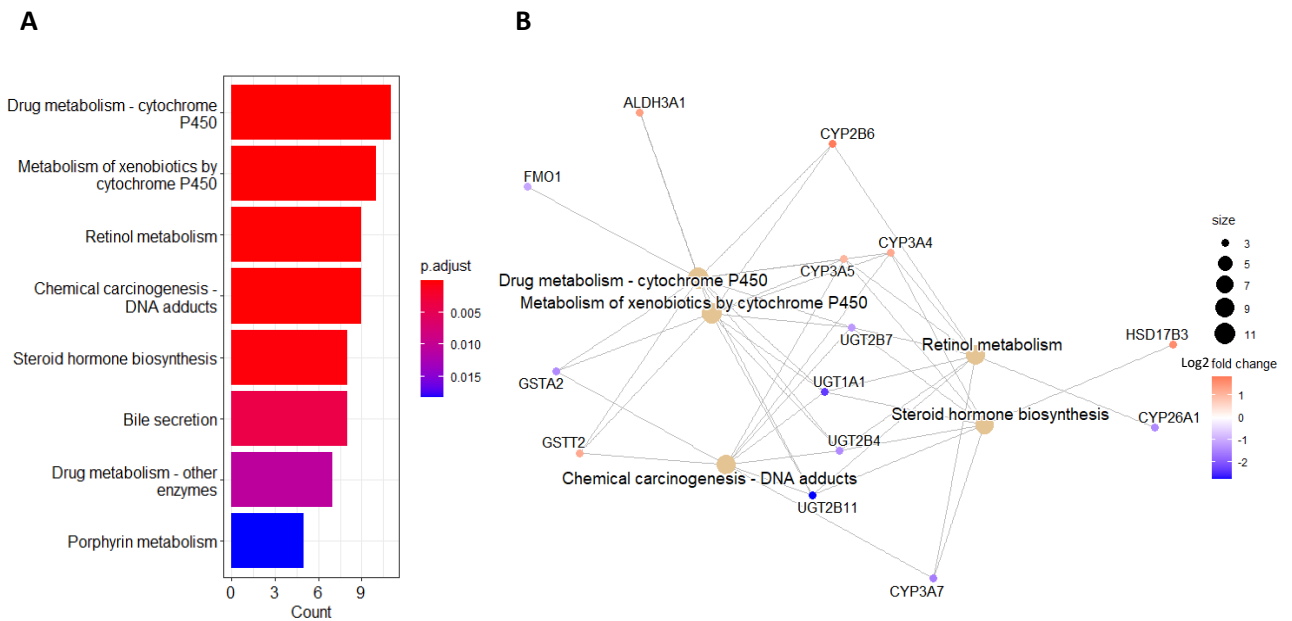 A
B
Drug metabolism - cytochrome
P450
Metabolism of xenobiotics by
cytochrome P450
Retinol metabolism
Chemical carcinogenesis -
DNA adducts
Steroid hormone biosynthesis
Bile secretion
Drug metabolism - other
enzymes
Porphyrin metabolism
0 3 6 9
Count
p.adjust
0.005
0.010
0.015
ALDH3A1
CYP2B6
FMO1
CYP3A4
CYP3A5
Drug metabolism - cytochrome P450
Metabolism of xenobiotics by cytochrome P450
UGT2B7
Retinol metabolism
HSD17B3
GSTA2
UGT1A1
Steroid hormone biosynthesis
CYP26A1
GSTT2
UGT2B4
Chemical carcinogenesis - DNA adducts
UGT2B11
CYP3A7
size
3
5
7
9
11
Log2 fold change
1
0
-1
-2